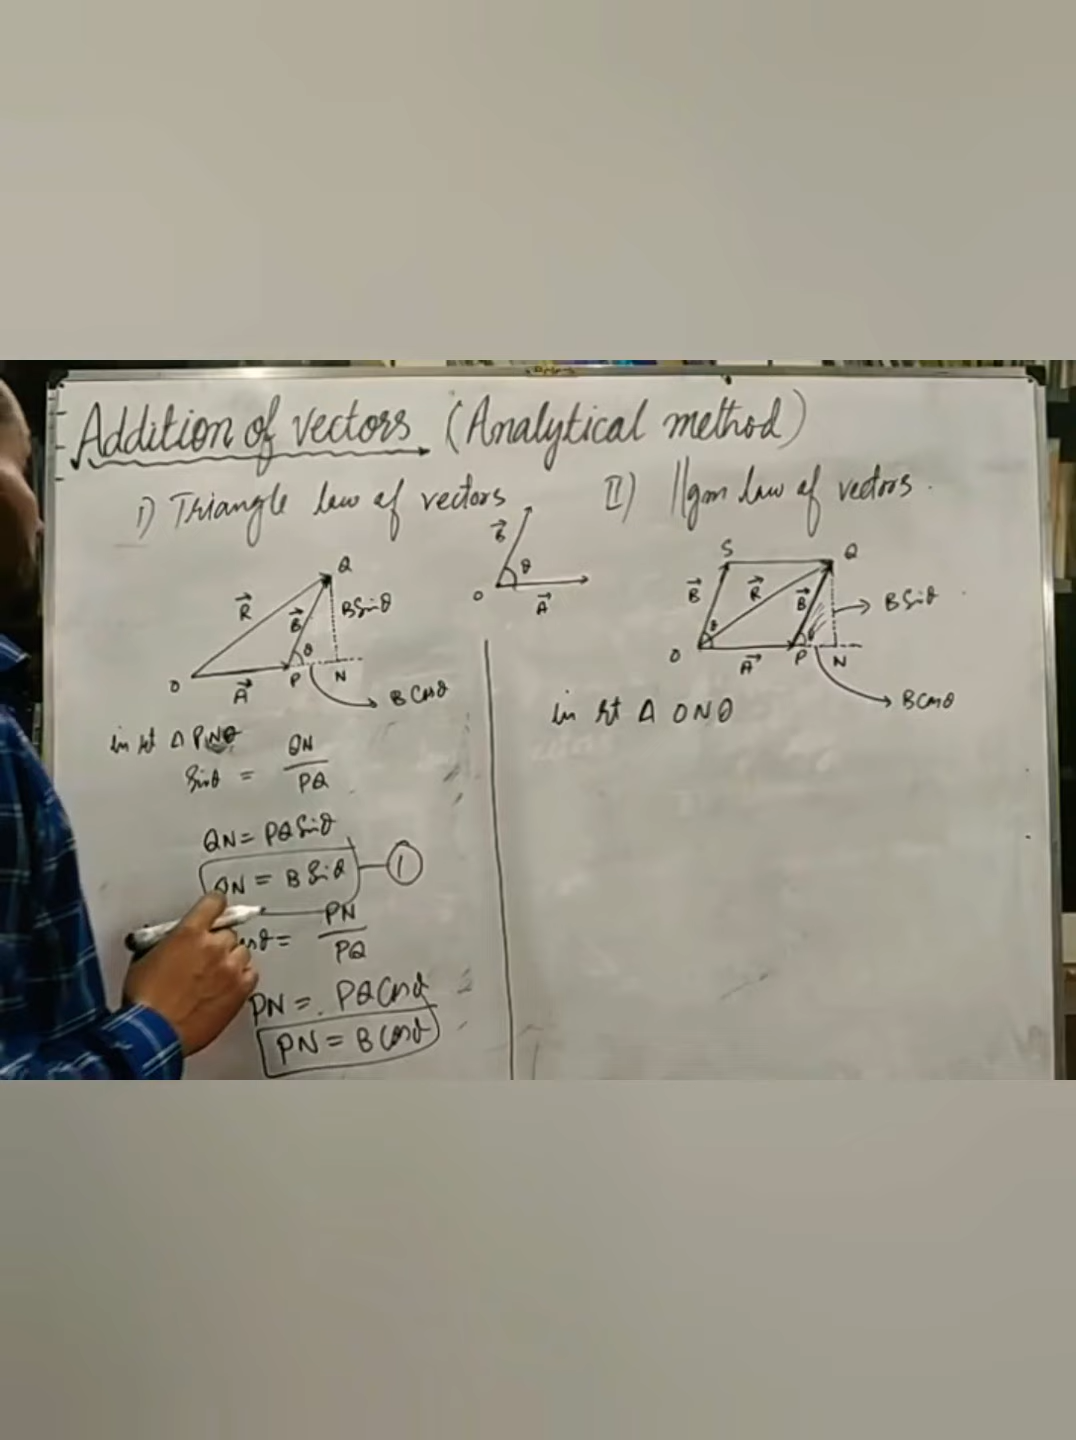 Addition of vectors (Analytical method)
I) Triangle law of vectors
II) ||gm law of vectors.
B
θ
O
A
Q
R
B
B Sinθ
θ
O
A
P
N
B Cosθ
S
Q
B
R
B
B Sinθ
θ
O
A
P
N
B Cosθ
in rt Δ PNQ
Sinθ = QN
PQ
QN = PQ Sinθ
QN = B Sinθ
1
Cosθ = PN
PQ
PN = PQ Cosθ
PN = B Cosθ
in rt Δ ONQ